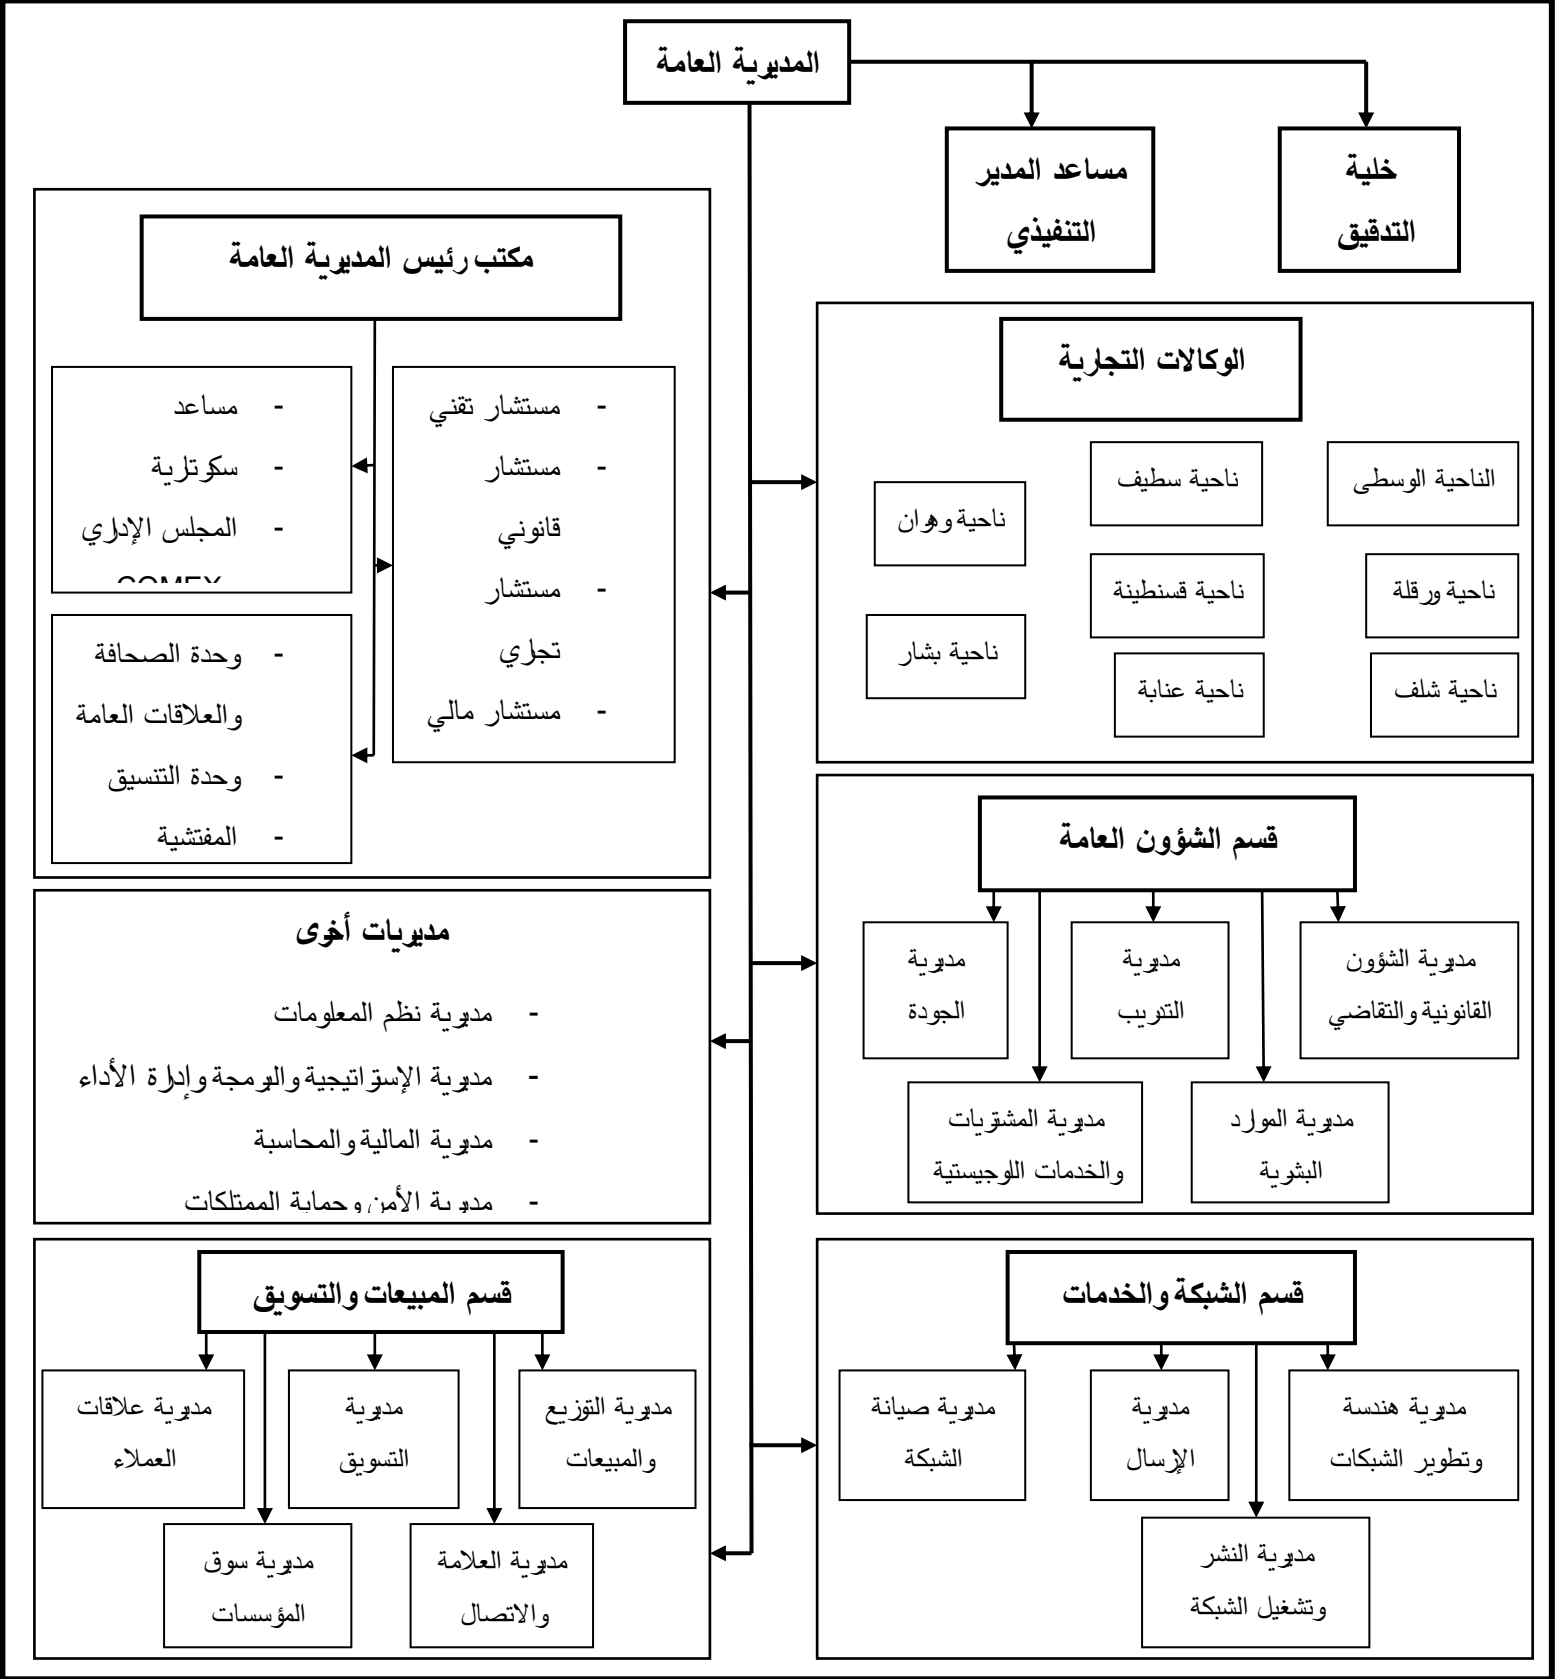 المديرية العامة
مساعد المدير
التنفيذي
خلية
التدقيق
مكتب رئيس المديرية العامة
- مستشار تقني
- مستشار
قانوني
- مستشار
تجاري
- مستشار مالي
- مساعد
- سكرتارية
- المجلس الإداري
COMEX
- وحدة الصحافة
والعلاقات العامة
- وحدة التنسيق
- المفتشية
الوكالات التجارية
الناحية الوسطى
ناحية سطيف
ناحية وهران
ناحية ورقلة
ناحية قسنطينة
ناحية بشار
ناحية شلف
ناحية عنابة
قسم الشؤون العامة
مديرية الشؤون
القانونية والتقاضي
مديرية
التدريب
مديرية
الجودة
مديرية الموارد
البشرية
مديرية المشتريات
والخدمات اللوجيستية
مديريات أخرى
- مديرية نظم المعلومات
- مديرية الإستراتيجية والبرمجة وإدارة الأداء
- مديرية المالية والمحاسبة
- مديرية الأمن وحماية الممتلكات
قسم الشبكة والخدمات
مديرية هندسة
وتطوير الشبكات
مديرية
الإرسال
مديرية صيانة
الشبكة
مديرية النشر
وتشغيل الشبكة
قسم المبيعات والتسويق
مديرية التوزيع
والمبيعات
مديرية
التسويق
مديرية علاقات
العملاء
مديرية العلامة
والاتصال
مديرية سوق
المؤسسات